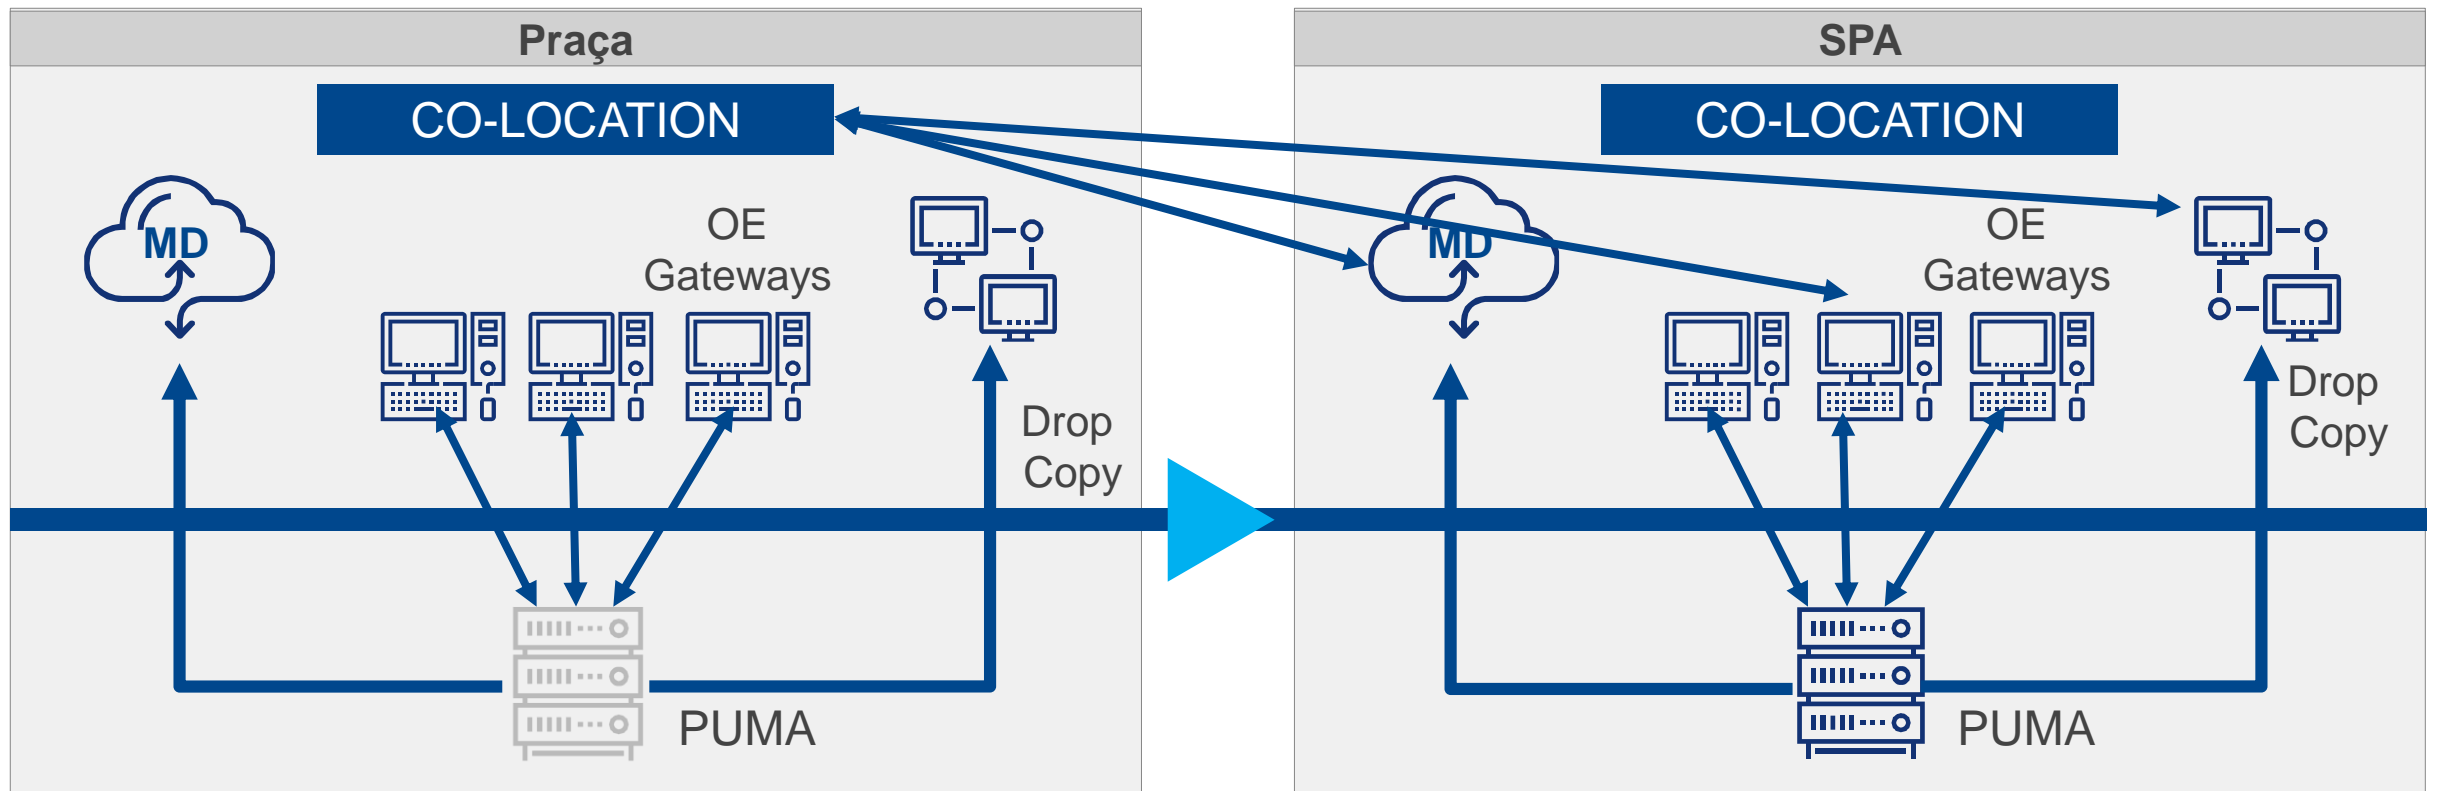 Praça
CO-LOCATION
MD
OE
Gateways
Drop
Copy
PUMA
SPA
CO-LOCATION
MD
OE
Gateways
Drop
Copy
PUMA